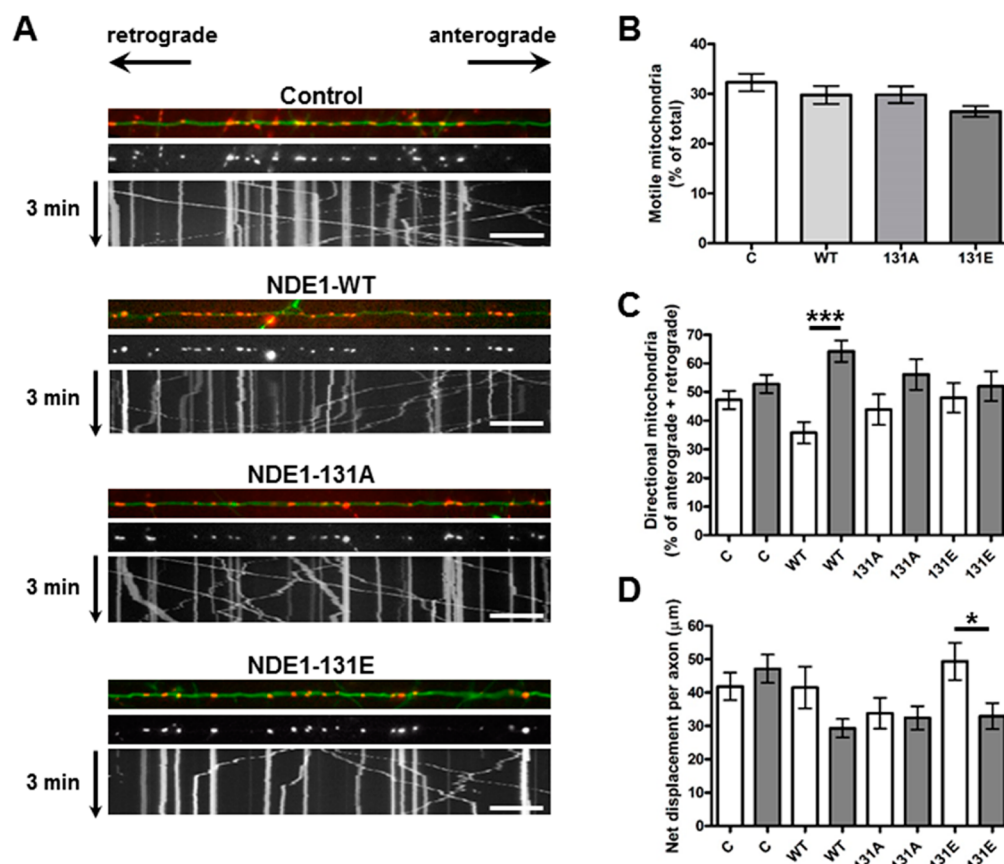 A
retrograde
anterograde
Control
3 min
NDE1-WT
3 min
NDE1-131A
3 min
NDE1-131E
3 min
B
Motile mitochondria
(% of total)
40
30
20
10
0
C
WT
131A
131E
C
Directional mitochondria
(% of anterograde + retrograde)
70
60
50
40
30
20
10
0
***
C
C
WT
WT
131A
131A
131E
131E
D
Net displacement per axon (μm)
60
50
40
30
20
10
0
*
C
C
WT
WT
131A
131A
131E
131E